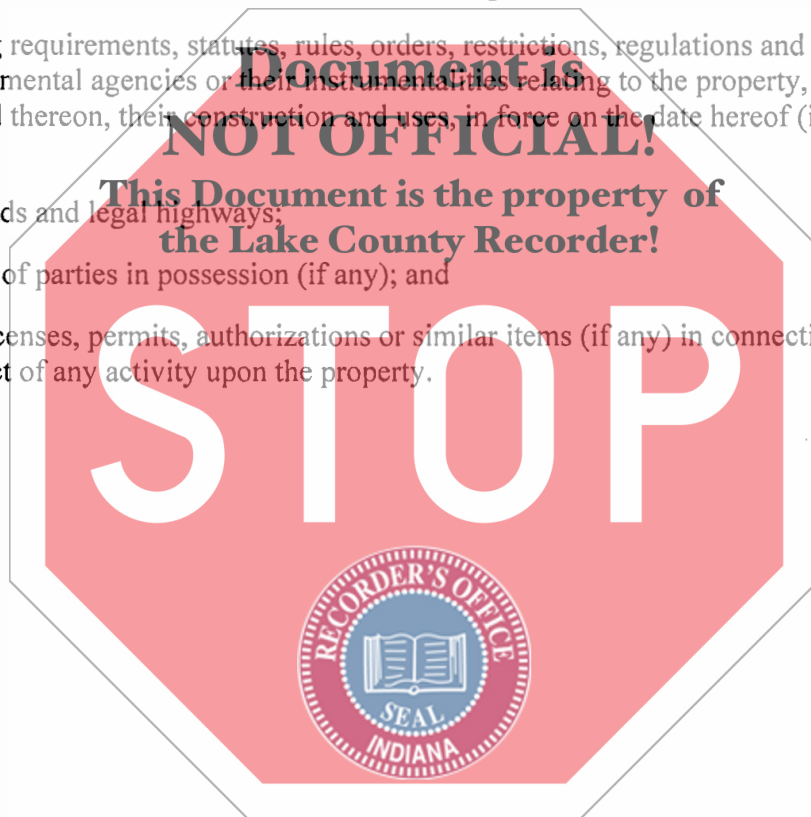 requirements, statutes, rules, orders, restrictions, regulations and
Document is
mental agencies or their instrumentalities relating to the property,
thereon, their construction and uses, in force on the date hereof (i
NOT OFFICIAL!
This Document is the property of
ds and legal highways;
the Lake County Recorder!
of parties in possession (if any); and
censes, permits, authorizations or similar items (if any) in connecti
ct of any activity upon the property.
STOP
RECORDER'S OFFICE
SEAL
INDIANA